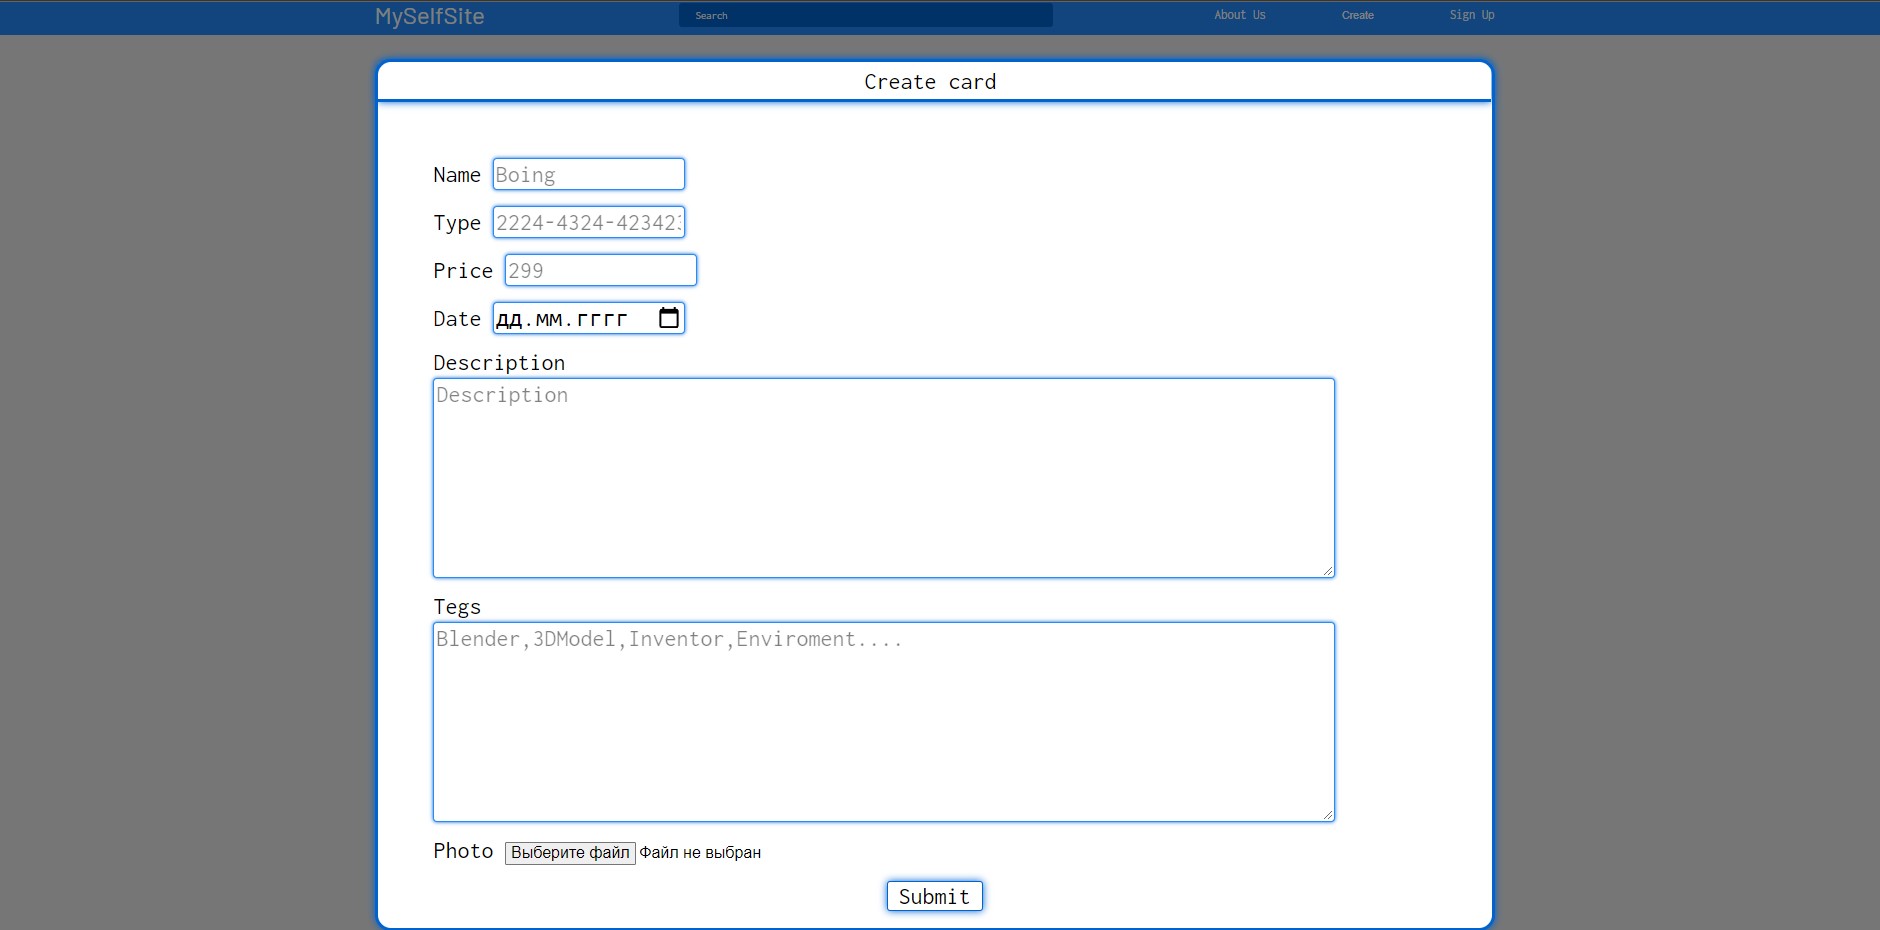 MySelfSite Search About Us Create Sign Up
Create card
Name Boing
Type 2224-4324-42342
Price 299
Date дд.мм.гггг
Description
Description
Tegs
Blender,3DModel,Inventor,Enviroment....
Photo Выберите файл Файл не выбран
Submit